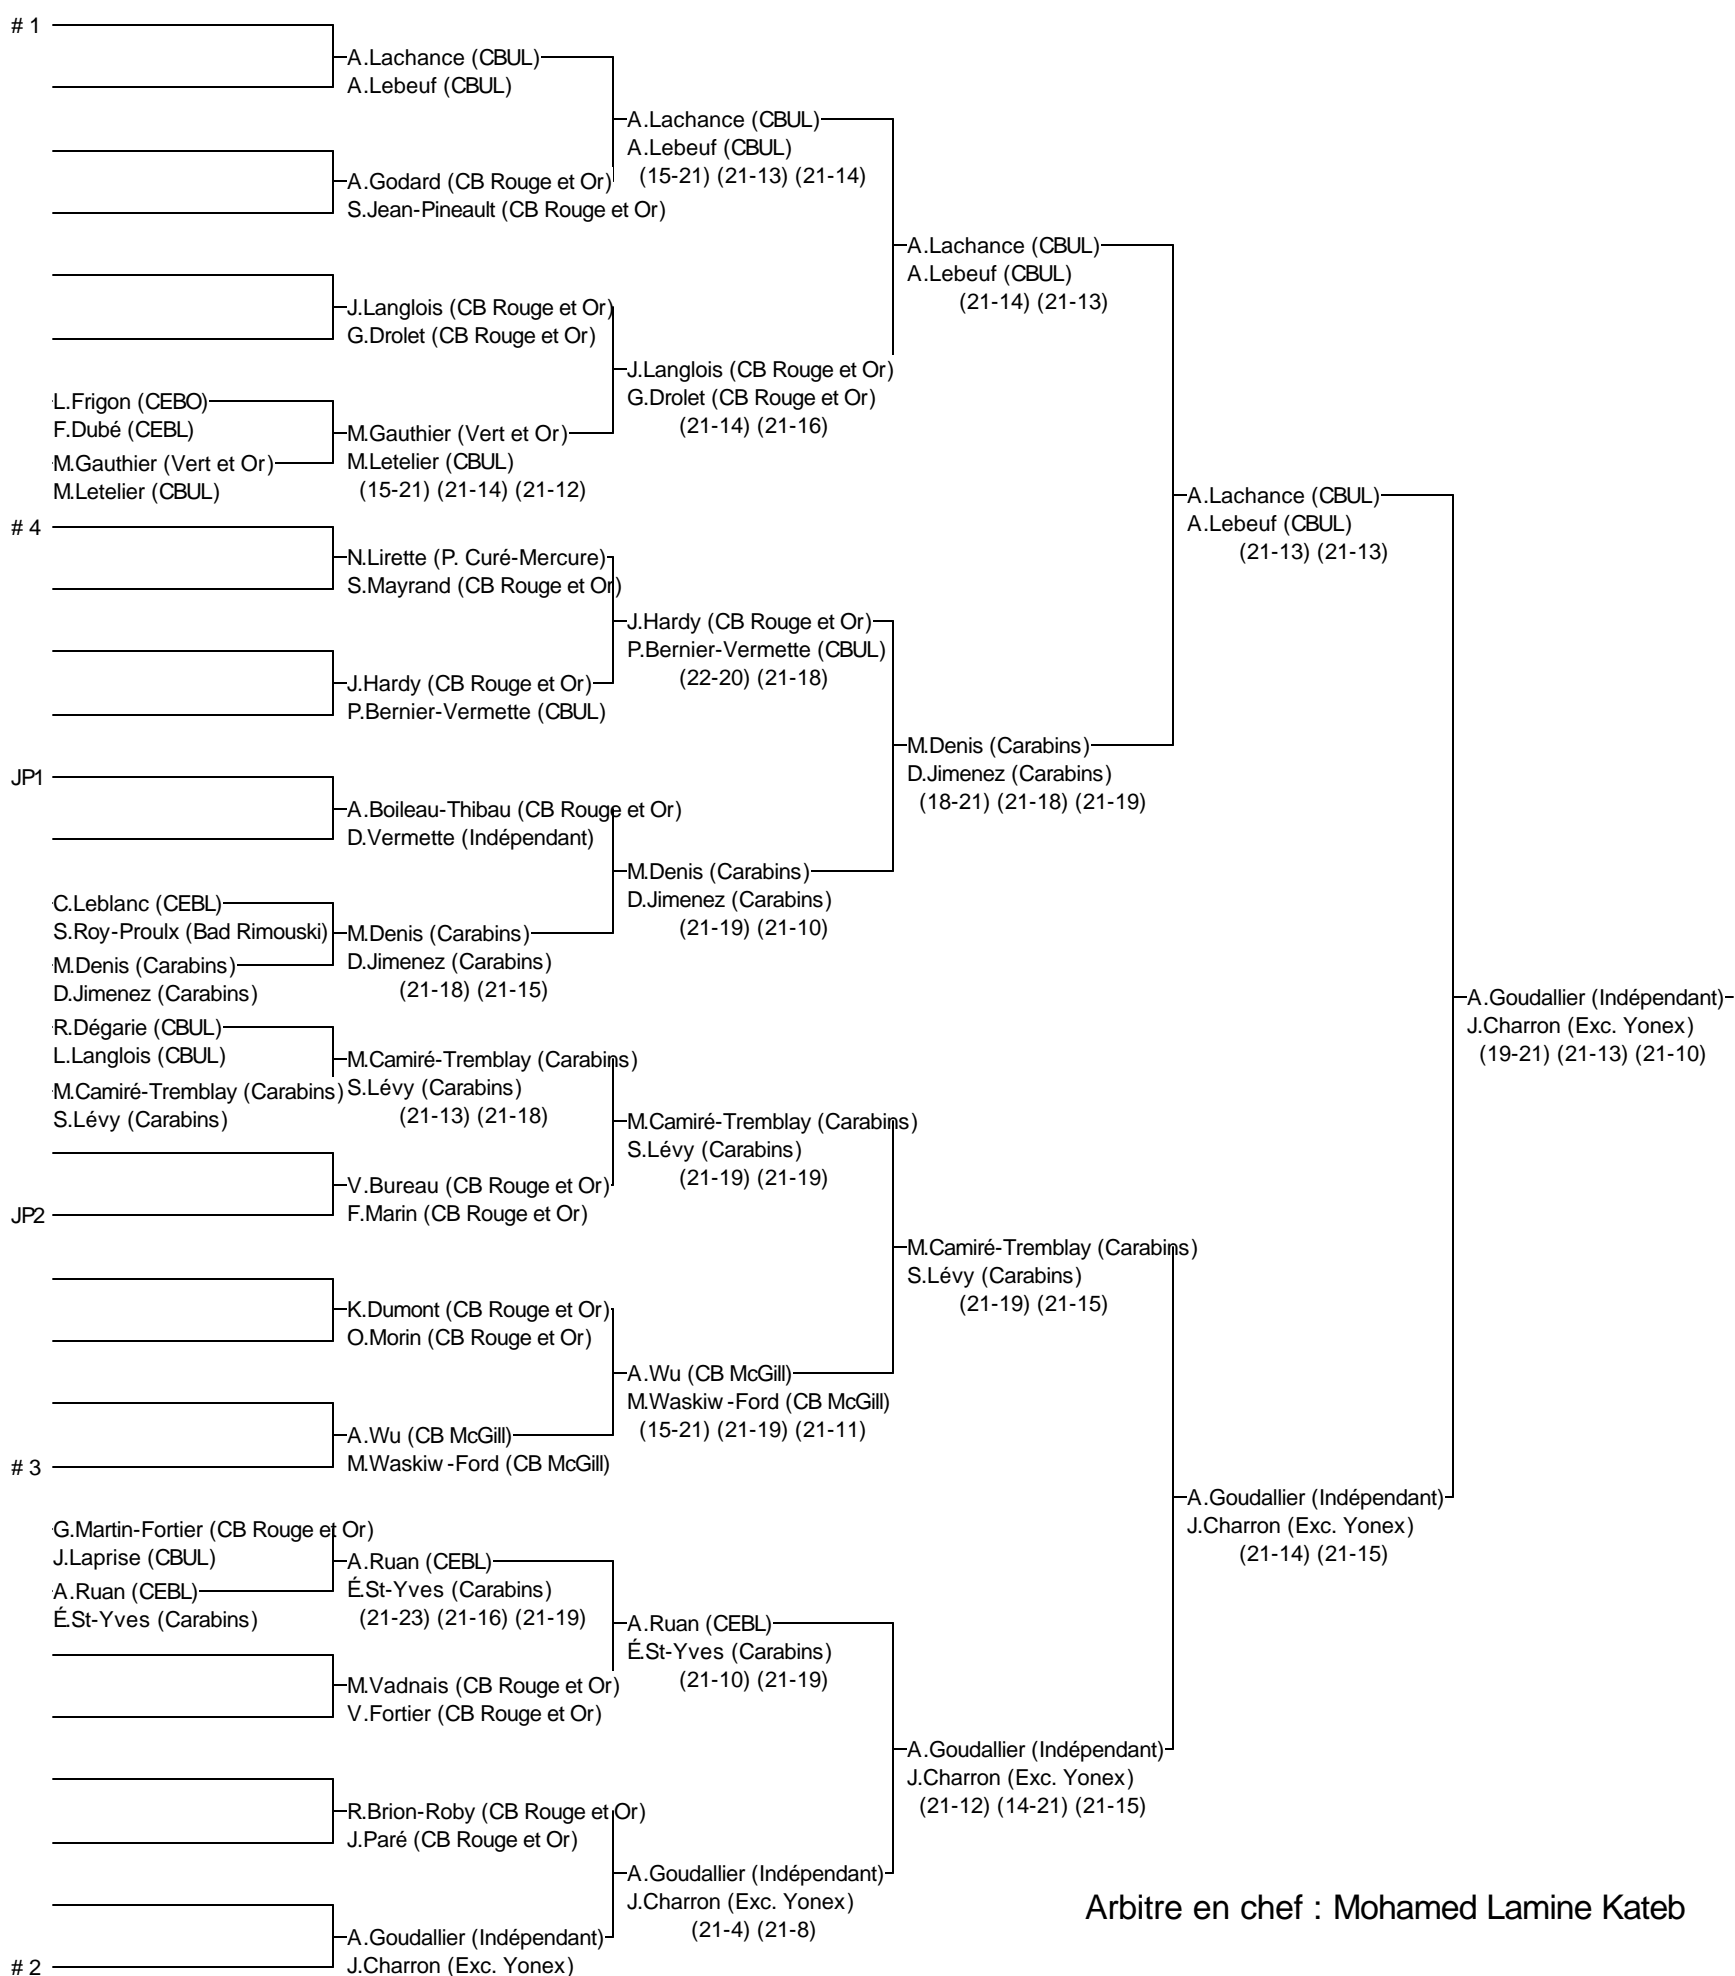 # 1
A.Lachance (CBUL)
A.Lebeuf (CBUL)
A.Lachance (CBUL)
A.Lebeuf (CBUL)
(15-21) (21-13) (21-14)
A.Godard (CB Rouge et Or)
S.Jean-Pineault (CB Rouge et Or)
A.Lachance (CBUL)
A.Lebeuf (CBUL)
(21-14) (21-13)
J.Langlois (CB Rouge et Or)
G.Drolet (CB Rouge et Or)
J.Langlois (CB Rouge et Or)
G.Drolet (CB Rouge et Or)
(21-14) (21-16)
L.Frigon (CEBO)
F.Dubé (CEBL)
M.Gauthier (Vert et Or)
M.Letelier (CBUL)
M.Gauthier (Vert et Or)
M.Letelier (CBUL)
(15-21) (21-14) (21-12)
A.Lachance (CBUL)
A.Lebeuf (CBUL)
(21-13) (21-13)
# 4
N.Lirette (P. Curé-Mercure)
S.Mayrand (CB Rouge et Or)
J.Hardy (CB Rouge et Or)
P.Bernier-Vermette (CBUL)
(22-20) (21-18)
J.Hardy (CB Rouge et Or)
P.Bernier-Vermette (CBUL)
M.Denis (Carabins)
D.Jimenez (Carabins)
(18-21) (21-18) (21-19)
JP1
A.Boileau-Thibau (CB Rouge et Or)
D.Vermette (Indépendant)
M.Denis (Carabins)
D.Jimenez (Carabins)
(21-19) (21-10)
C.Leblanc (CEBL)
S.Roy-Proulx (Bad Rimouski)
M.Denis (Carabins)
D.Jimenez (Carabins)
M.Denis (Carabins)
D.Jimenez (Carabins)
(21-18) (21-15)
A.Goudallier (Indépendant)
J.Charron (Exc. Yonex)
(19-21) (21-13) (21-10)
R.Dégarie (CBUL)
L.Langlois (CBUL)
M.Camiré-Tremblay (Carabins)
S.Lévy (Carabins)
M.Camiré-Tremblay (Carabins)
S.Lévy (Carabins)
(21-13) (21-18)
M.Camiré-Tremblay (Carabins)
S.Lévy (Carabins)
(21-19) (21-19)
V.Bureau (CB Rouge et Or)
F.Marin (CB Rouge et Or)
JP2
M.Camiré-Tremblay (Carabins)
S.Lévy (Carabins)
(21-19) (21-15)
K.Dumont (CB Rouge et Or)
O.Morin (CB Rouge et Or)
A.Wu (CB McGill)
M.Waskiw-Ford (CB McGill)
(15-21) (21-19) (21-11)
A.Wu (CB McGill)
M.Waskiw-Ford (CB McGill)
# 3
A.Goudallier (Indépendant)
J.Charron (Exc. Yonex)
(21-14) (21-15)
G.Martin-Fortier (CB Rouge et Or)
J.Laprise (CBUL)
A.Ruan (CEBL)
É.St-Yves (Carabins)
A.Ruan (CEBL)
É.St-Yves (Carabins)
(21-23) (21-16) (21-19)
A.Ruan (CEBL)
É.St-Yves (Carabins)
(21-10) (21-19)
M.Vadnais (CB Rouge et Or)
V.Fortier (CB Rouge et Or)
A.Goudallier (Indépendant)
J.Charron (Exc. Yonex)
(21-12) (14-21) (21-15)
R.Brion-Roby (CB Rouge et Or)
J.Paré (CB Rouge et Or)
A.Goudallier (Indépendant)
J.Charron (Exc. Yonex)
(21-4) (21-8)
Arbitre en chef : Mohamed Lamine Kateb
A.Goudallier (Indépendant)
J.Charron (Exc. Yonex)
# 2